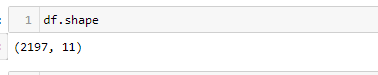 1 df.shape
(2197, 11)